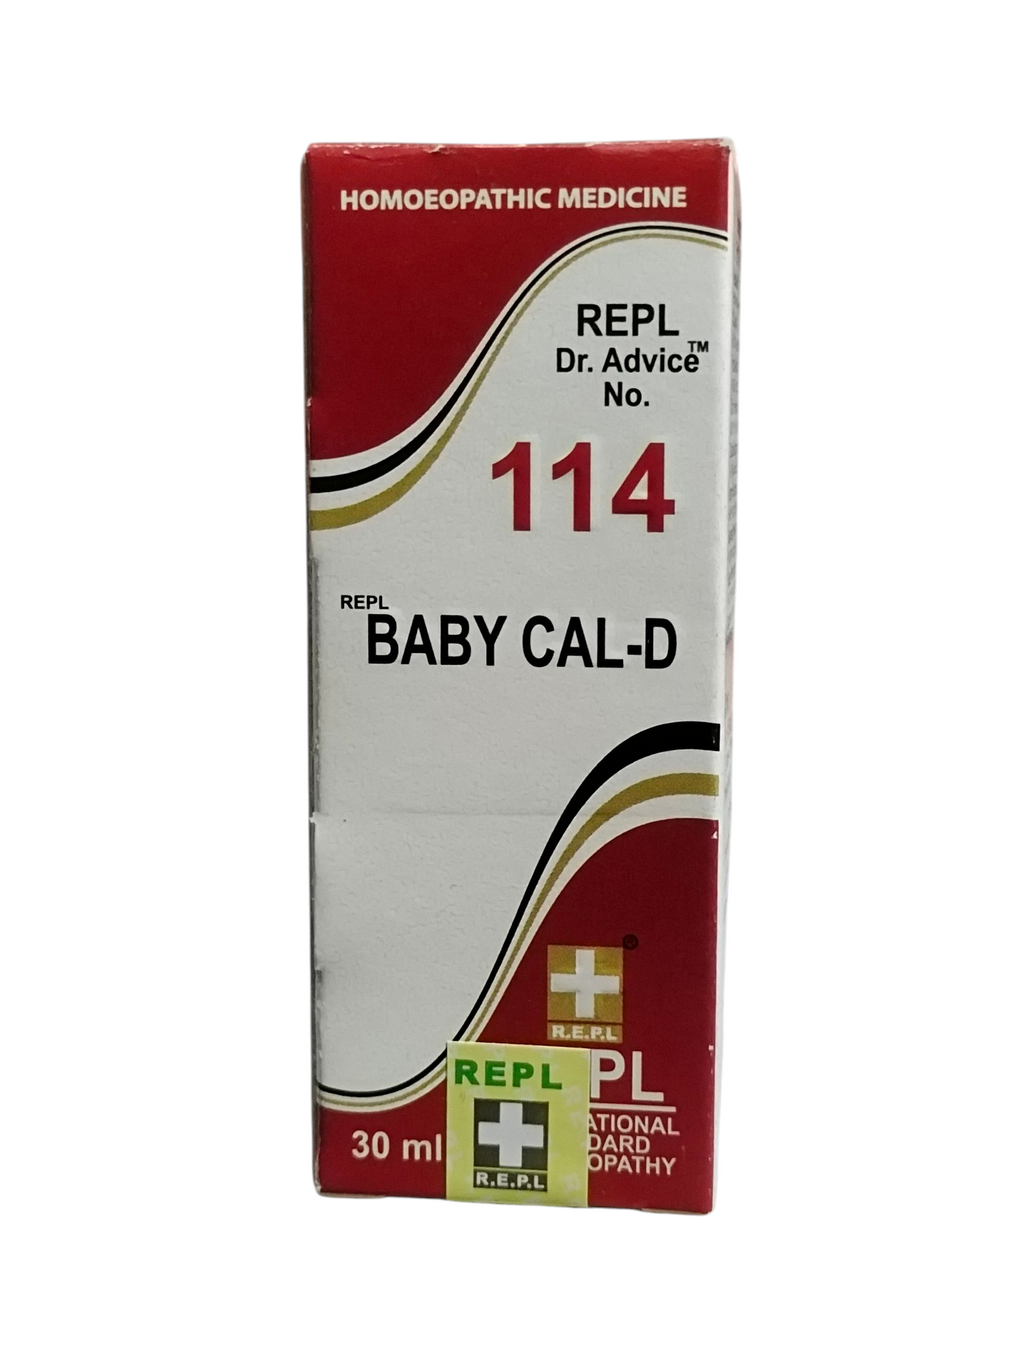 HOMOEOPATHIC MEDICINE
REPL
Dr. Advice™
No.
114
REPL
BABY CAL-D
®
R.E.P.L
REPL
R.E.P.L
30 ml